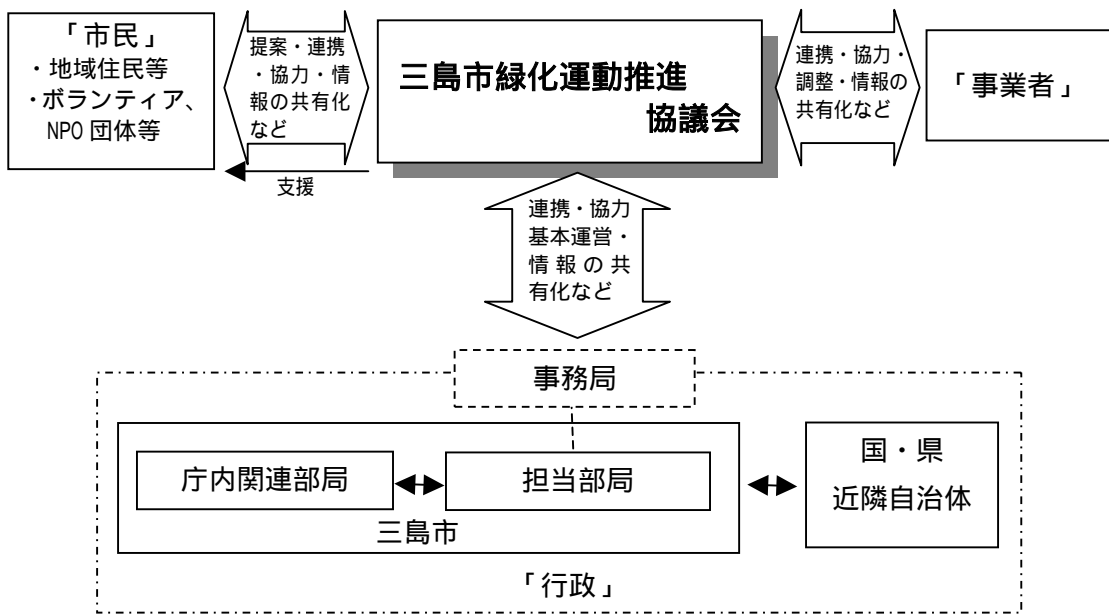 「市民」
・地域住民等
・ボランティア、
NPO 団体等
提案・連携
・協力・情
報の共有化
など
支援
三島市緑化運動推進
協議会
連携・協力・
調整・情報の
共有化など
「事業者」
連携・協力
基本運営・
情報の共
有化など
事務局
庁内関連部局
担当部局
三島市
国・県
近隣自治体
「行政」